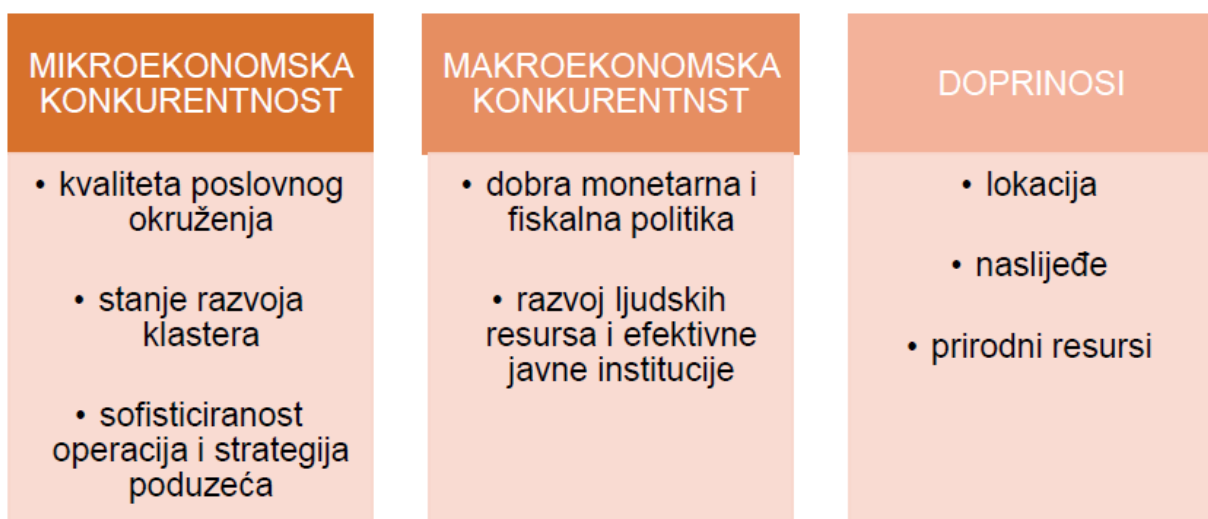 MIKROEKONOMSKA
KONKURENTNOST
• kvaliteta poslovnog
okruženja
• stanje razvoja
klastera
• sofisticiranost
operacija i strategija
poduzeća
MAKROEKONOMSKA
KONKURENTNST
• dobra monetarna i
fiskalna politika
• razvoj ljudskih
resursa i efektivne
javne institucije
DOPRINOSI
• lokacija
• naslijeđe
• prirodni resursi